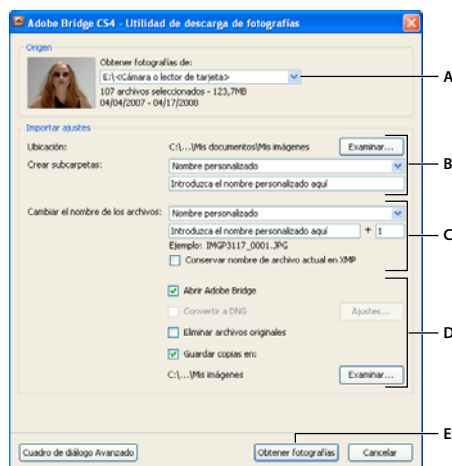 Adobe Bridge CS4 - Utilidad de descarga de fotografías
Origen
Obtener fotografías de:
E:\<Cámara o lector de tarjeta>
A
107 archivos seleccionados - 123,7MB
04/04/2007 - 04/17/2008
Importar ajustes
Ubicación:
C:\...\Mis documentos\Mis imágenes
Examinar...
Crear subcarpetas:
Nombre personalizado
B
Introduzca el nombre personalizado aquí
Cambiar el nombre de los archivos:
Nombre personalizado
Introduzca el nombre personalizado aquí
+ 1
C
Ejemplo: IMGP3117_0001.JPG
Conservar nombre de archivo actual en XMP
Abrir Adobe Bridge
Convertir a DNG
Ajustes...
Eliminar archivos originales
D
Guardar copias en:
C:\...\Mis imágenes
Examinar...
E
Cuadro de diálogo Avanzado
Obtener fotografías
Cancelar